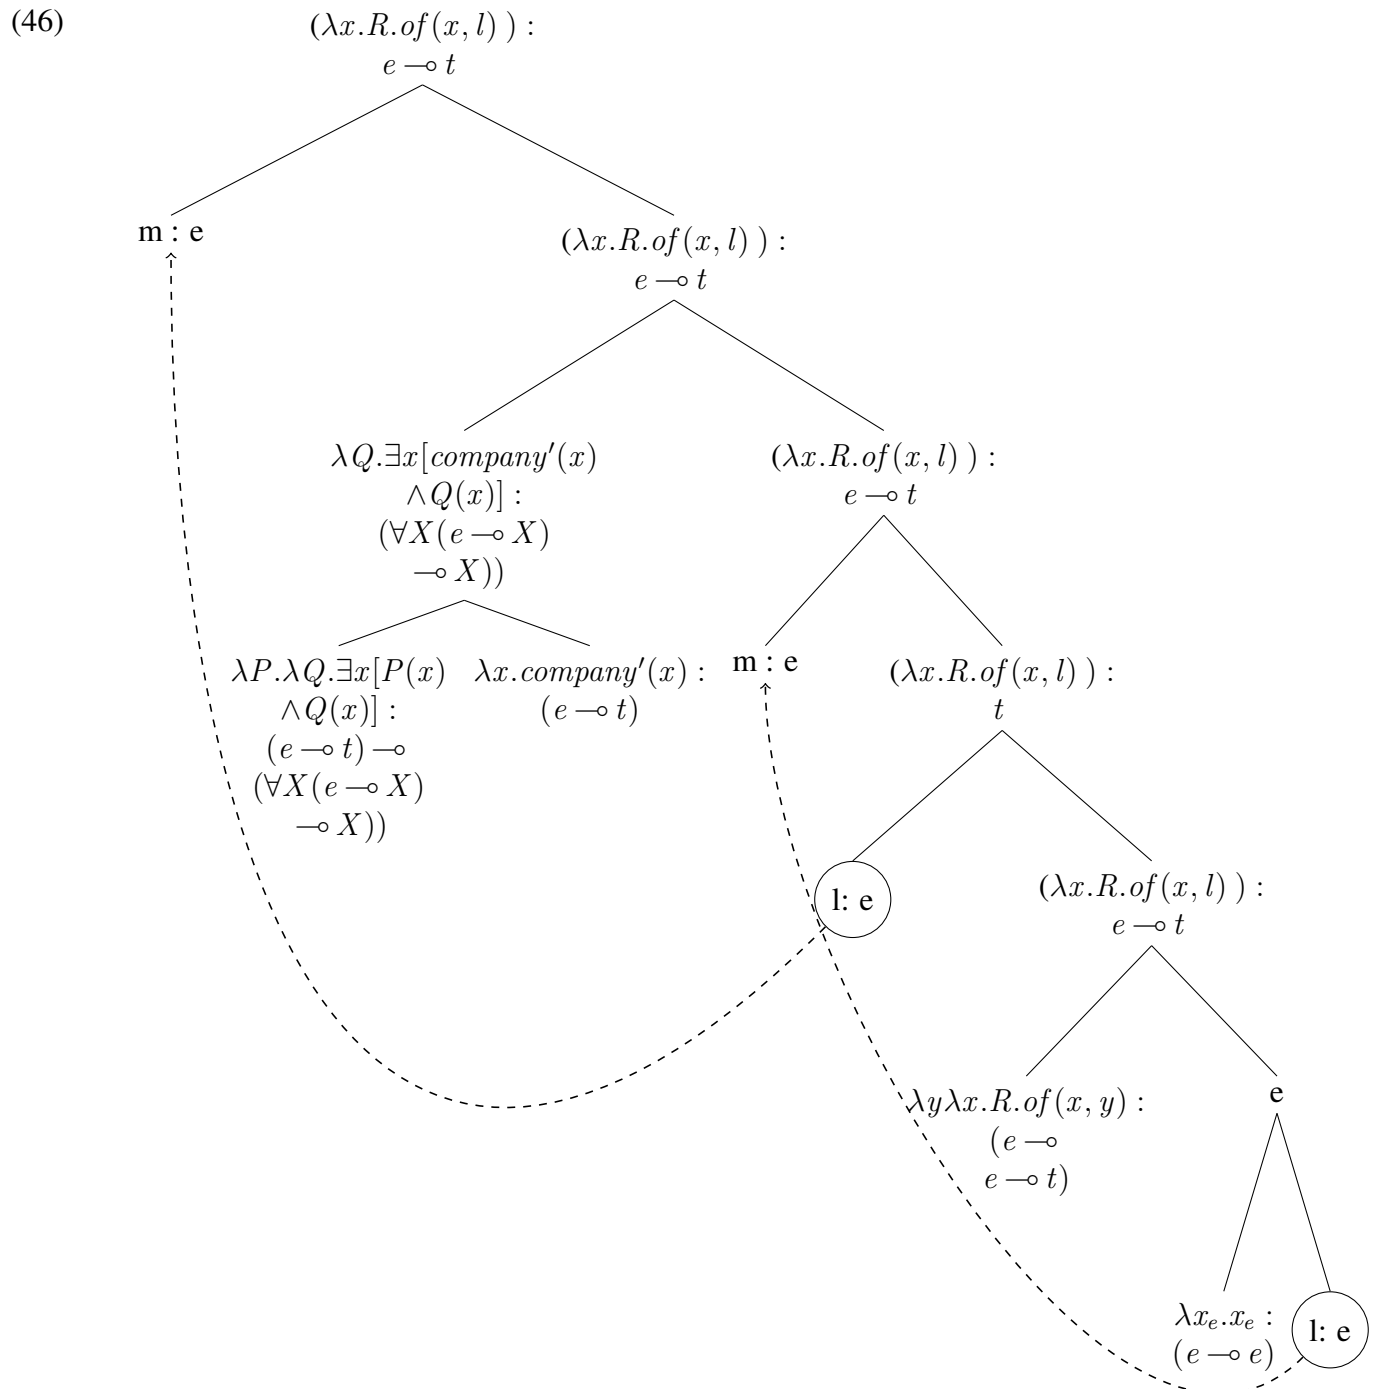 (46)
(λx.R.of(x, l) ) :
e ⊸ t
m : e
(λx.R.of(x, l) ) :
e ⊸ t
λQ.∃x[company′(x)
∧Q(x)] :
(∀X(e ⊸ X)
⊸ X))
(λx.R.of(x, l) ) :
e ⊸ t
λP.λQ.∃x[P(x)
∧Q(x)] :
(e ⊸ t) ⊸
(∀X(e ⊸ X)
⊸ X))
λx.company′(x) :
(e ⊸ t)
m : e
(λx.R.of(x, l) ) :
t
l: e
(λx.R.of(x, l) ) :
e ⊸ t
λyλx.R.of(x, y) :
(e ⊸
e ⊸ t)
e
λxₑ.xₑ :
(e ⊸ e)
l: e